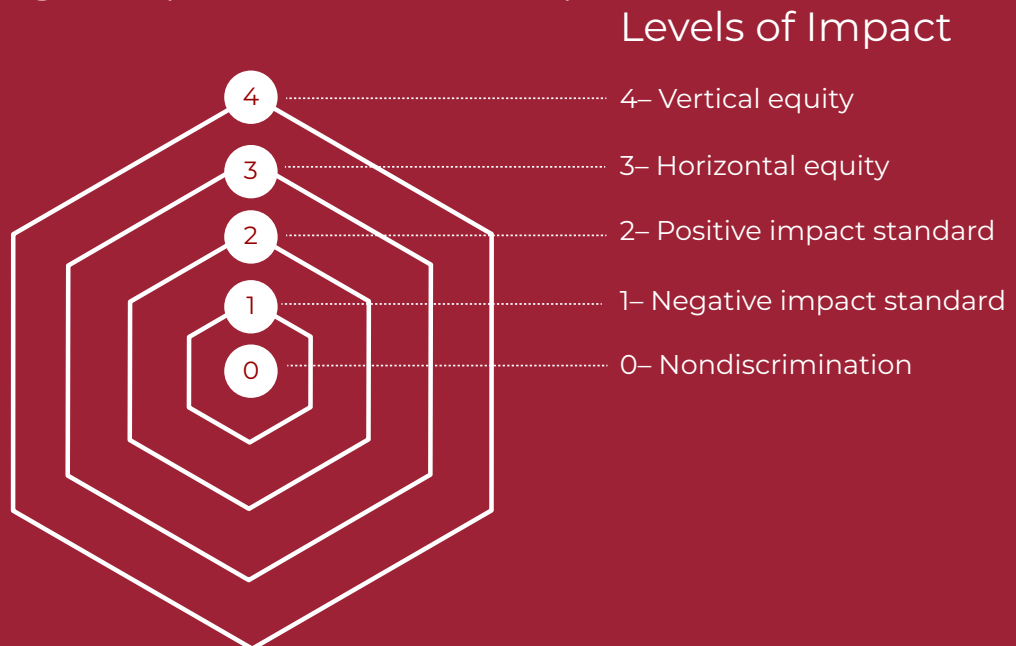 Levels of Impact
4 4– Vertical equity
3 3– Horizontal equity
2 2– Positive impact standard
1 1– Negative impact standard
0 0– Nondiscrimination